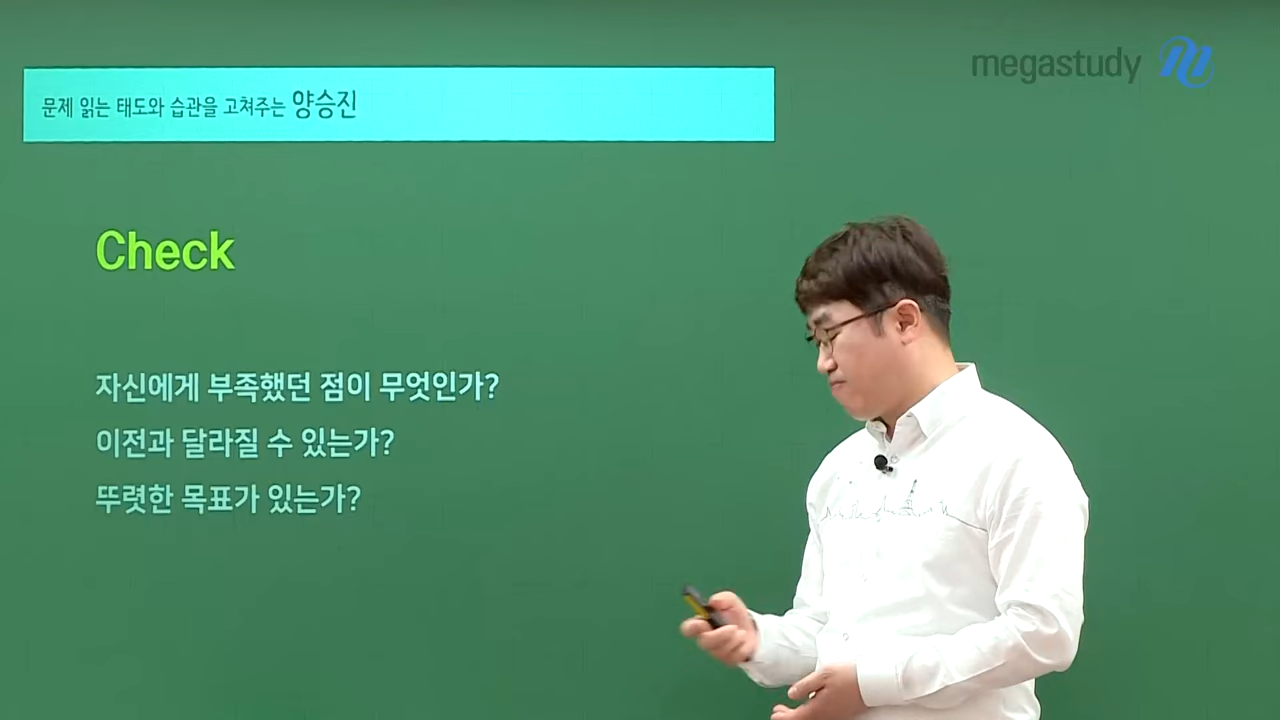 megastudy
문제 읽는 태도와 습관을 고쳐주는 양승진
Check
자신에게 부족했던 점이 무엇인가?
이전과 달라질 수 있는가?
뚜렷한 목표가 있는가?